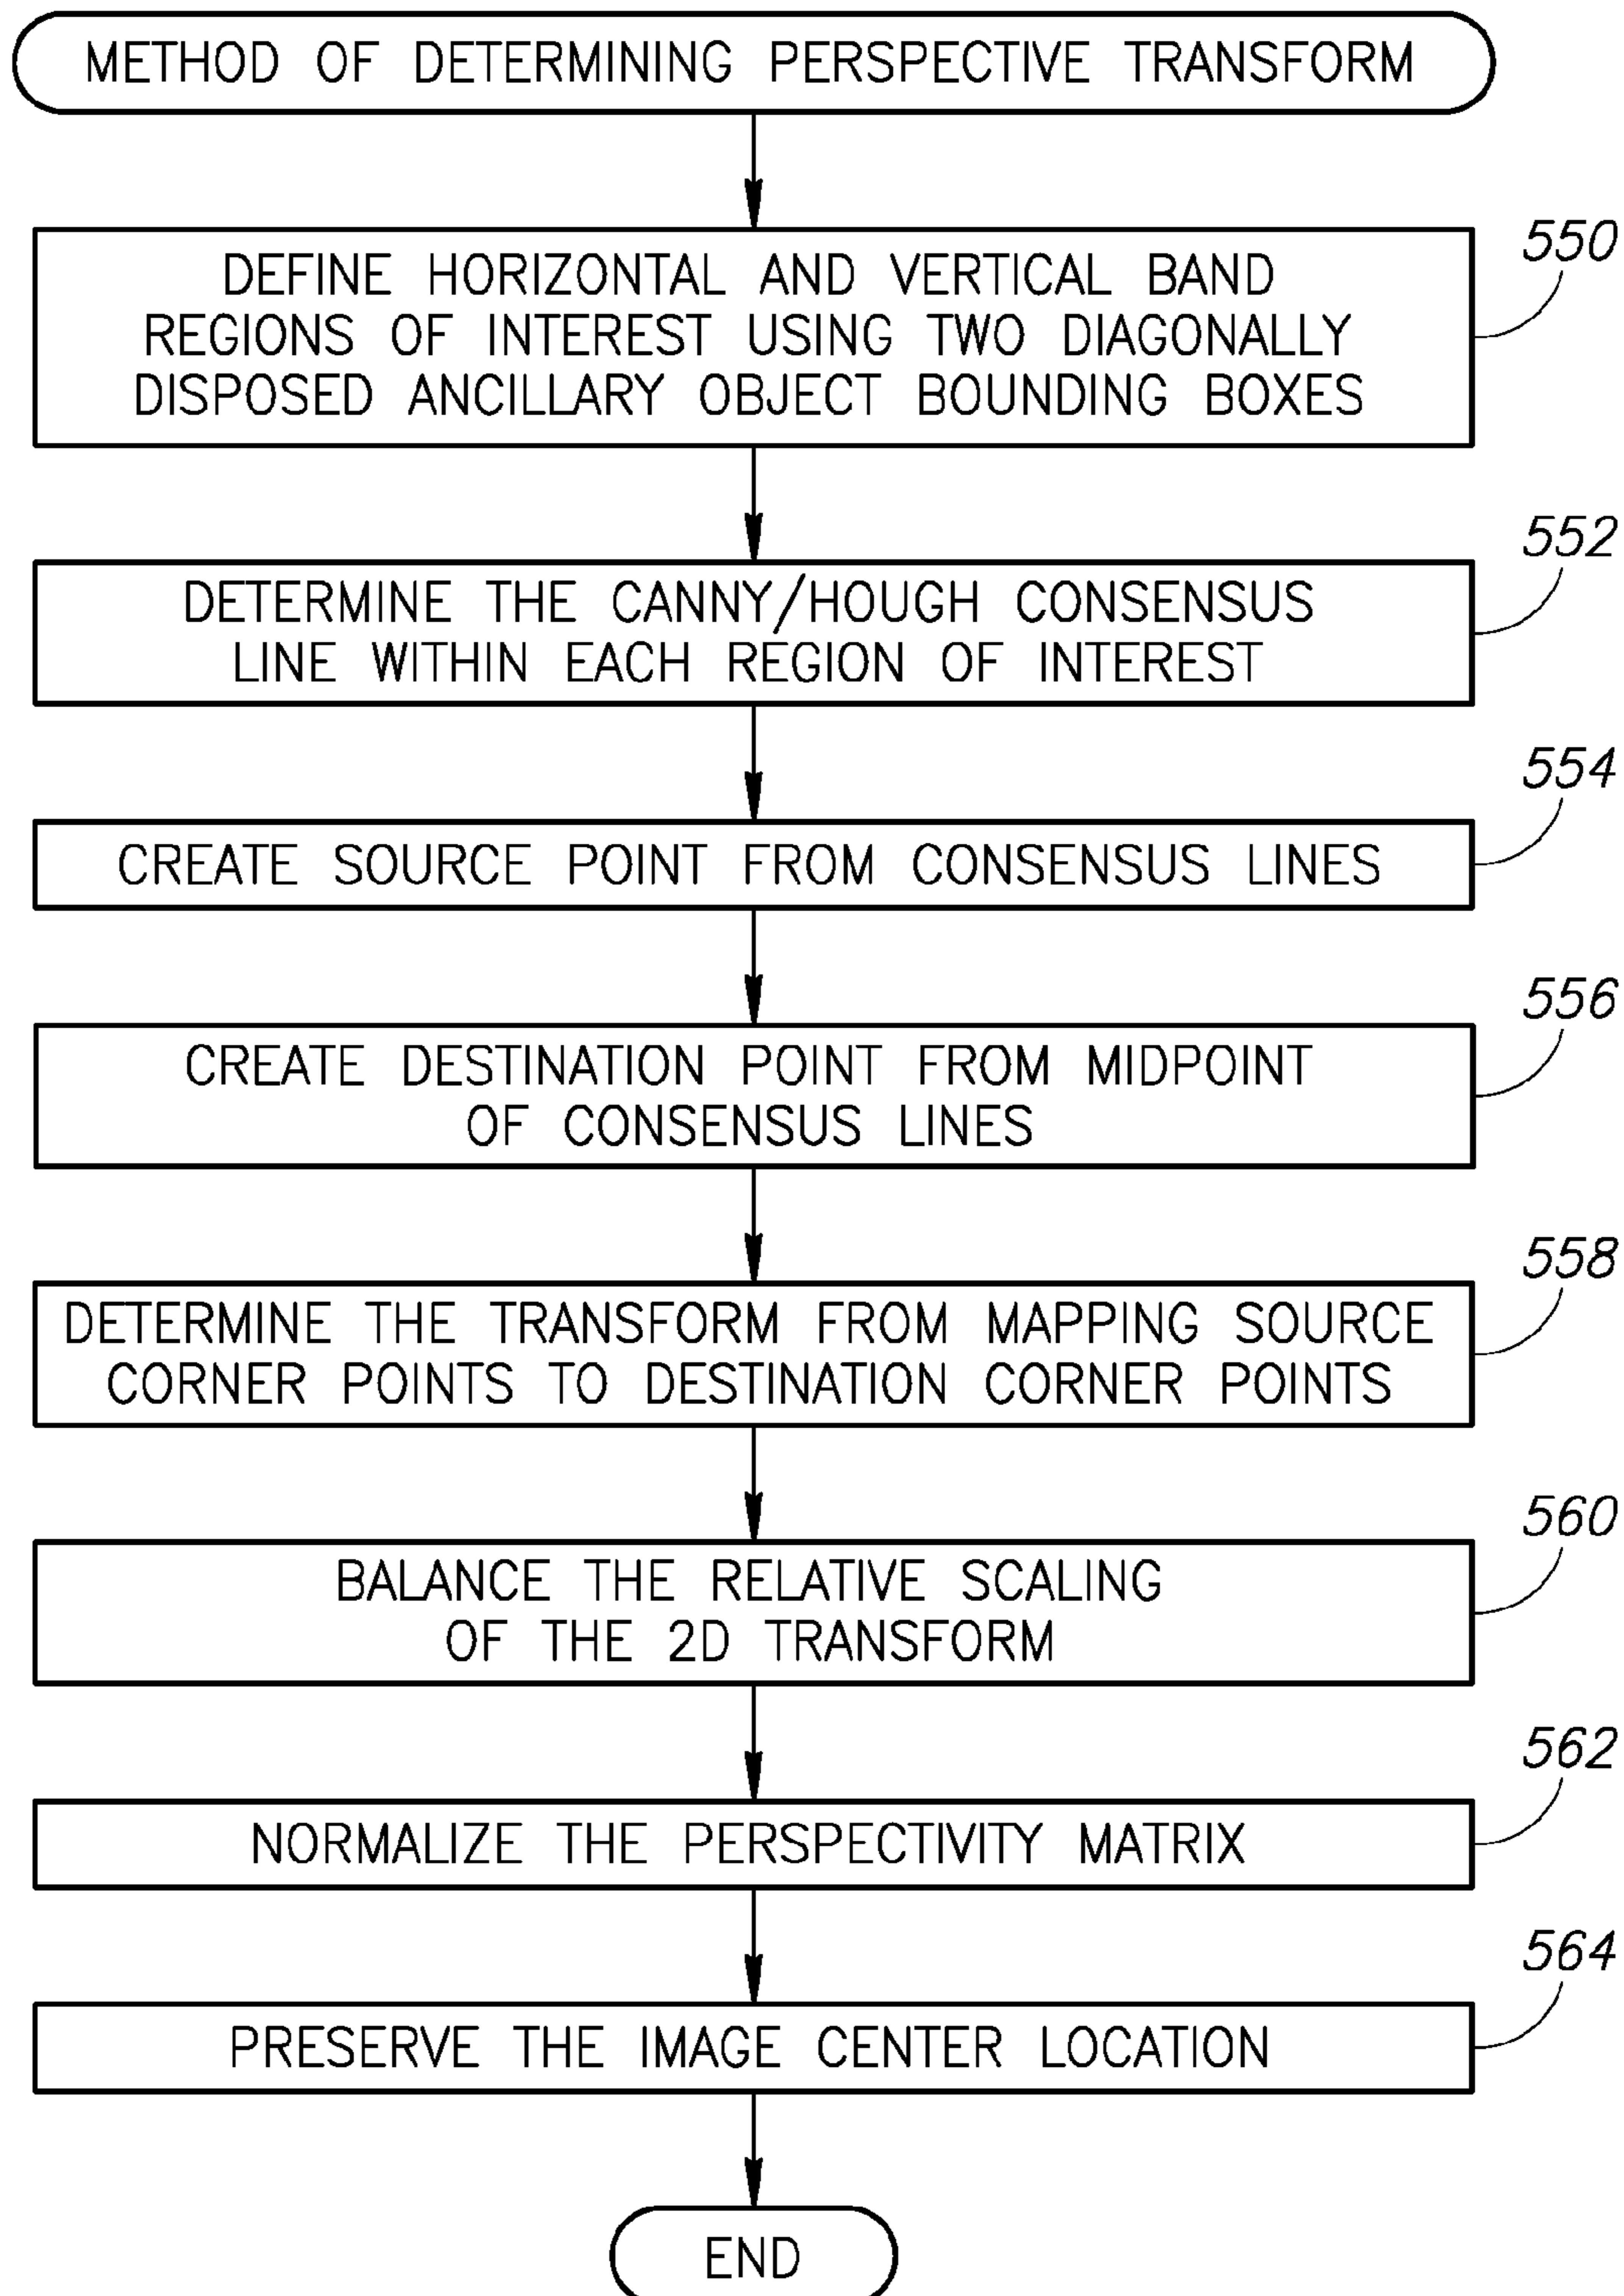 METHOD OF DETERMINING PERSPECTIVE TRANSFORM
550
DEFINE HORIZONTAL AND VERTICAL BAND
REGIONS OF INTEREST USING TWO DIAGONALLY
DISPOSED ANCILLARY OBJECT BOUNDING BOXES
552
DETERMINE THE CANNY/HOUGH CONSENSUS
LINE WITHIN EACH REGION OF INTEREST
554
CREATE SOURCE POINT FROM CONSENSUS LINES
556
CREATE DESTINATION POINT FROM MIDPOINT
OF CONSENSUS LINES
558
DETERMINE THE TRANSFORM FROM MAPPING SOURCE
CORNER POINTS TO DESTINATION CORNER POINTS
560
BALANCE THE RELATIVE SCALING
OF THE 2D TRANSFORM
562
NORMALIZE THE PERSPECTIVITY MATRIX
564
PRESERVE THE IMAGE CENTER LOCATION
END